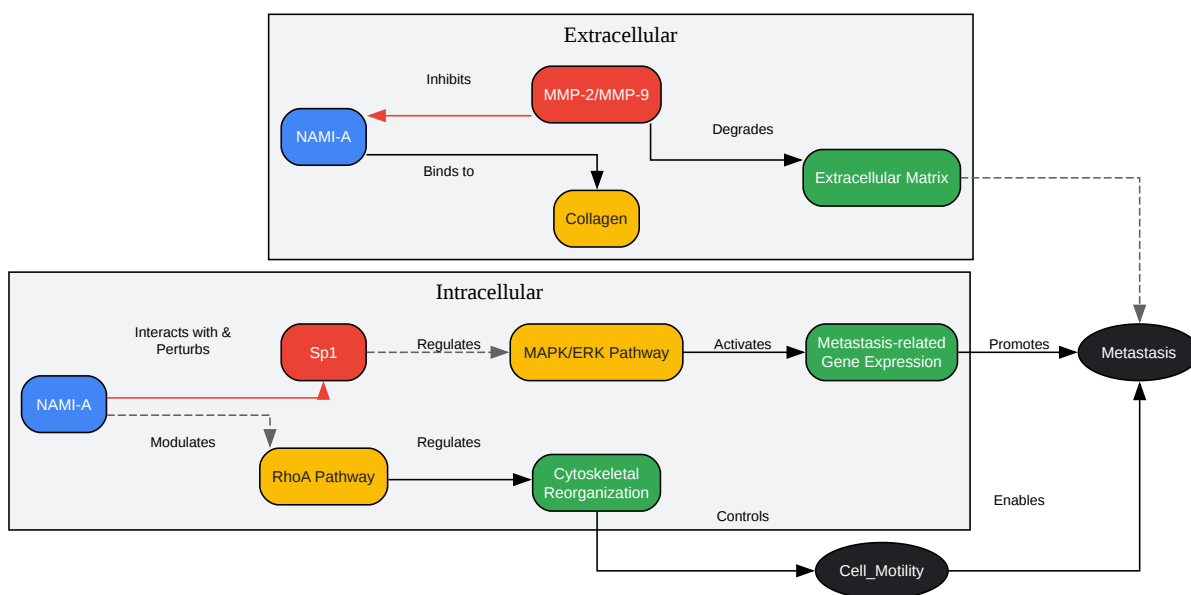 Extracellular
Inhibits
MMP-2/MMP-9
NAMI-A
Degrades
Binds to
Extracellular Matrix
Collagen
Intracellular
Interacts with &
Perturbs
Sp1
Regulates
MAPK/ERK Pathway
Activates
Metastasis-related
Gene Expression
Promotes
Metastasis
NAMI-A
Modulates
RhoA Pathway
Regulates
Cytoskeletal
Reorganization
Controls
Enables
Cell_Motility